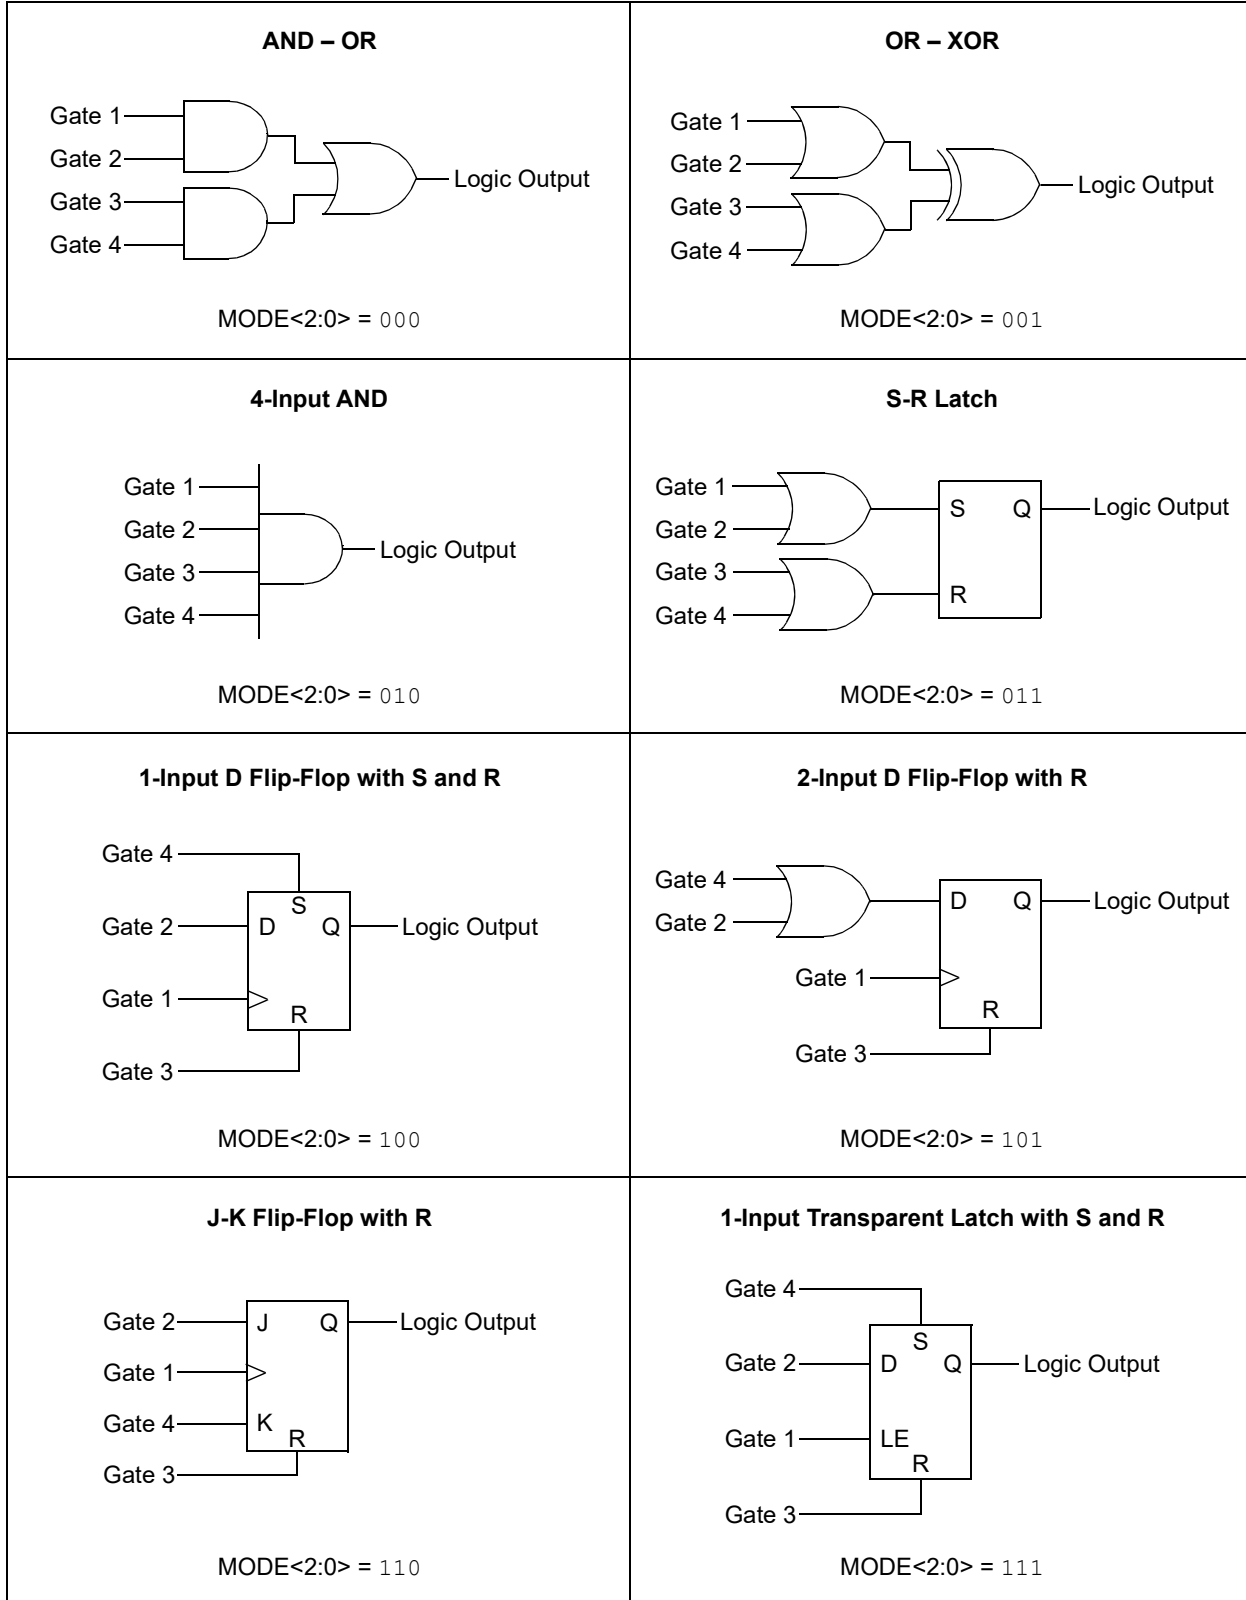 AND – OR
Gate 1
Gate 2
Gate 3
Gate 4
Logic Output
MODE<2:0> = 000
OR – XOR
Gate 1
Gate 2
Gate 3
Gate 4
Logic Output
MODE<2:0> = 001
4-Input AND
Gate 1
Gate 2
Gate 3
Gate 4
Logic Output
MODE<2:0> = 010
S-R Latch
Gate 1
Gate 2
Gate 3
Gate 4
S Q
R
Logic Output
MODE<2:0> = 011
1-Input D Flip-Flop with S and R
Gate 4
S
Gate 2
D Q
Logic Output
Gate 1
R
Gate 3
MODE<2:0> = 100
2-Input D Flip-Flop with R
Gate 4
Gate 2
D Q
Logic Output
Gate 1
R
Gate 3
MODE<2:0> = 101
J-K Flip-Flop with R
Gate 2
J Q
Logic Output
Gate 1
Gate 4
K
R
Gate 3
MODE<2:0> = 110
1-Input Transparent Latch with S and R
Gate 4
S
Gate 2
D Q
Logic Output
Gate 1
LE
R
Gate 3
MODE<2:0> = 111